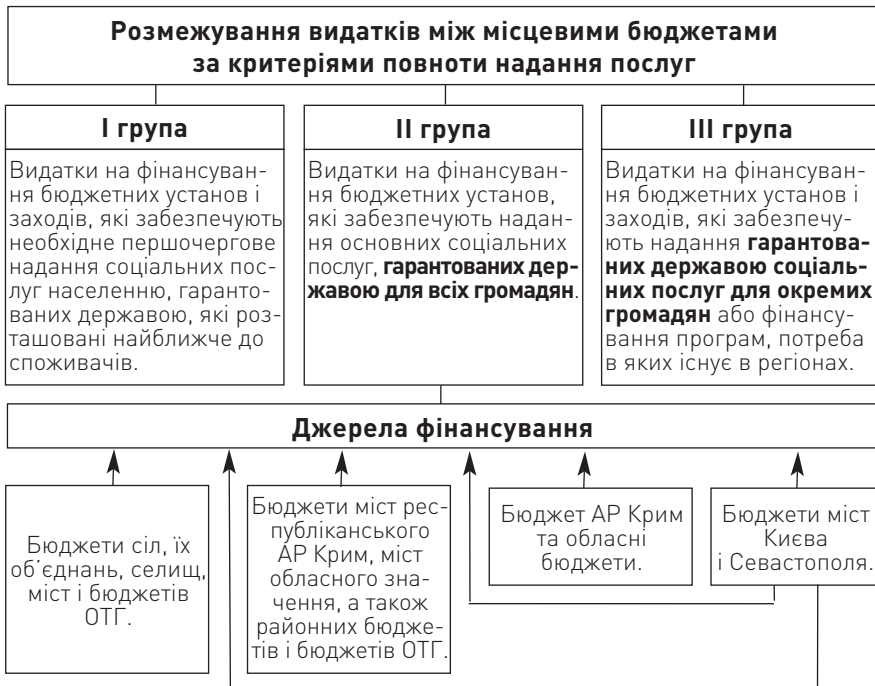 Розмежування видатків між місцевими бюджетами
за критеріями повноти надання послуг
І група
Видатки на фінансуван-
ня бюджетних установ і
заходів, які забезпечують
необхідне першочергове
надання соціальних пос-
луг населенню, гаранто-
ваних державою, які роз-
ташовані найближче до
споживачів.
ІІ група
Видатки на фінансуван-
ня бюджетних установ,
які забезпечують надан-
ня основних соціальних
послуг, гарантованих дер-
жавою для всіх громадян.
ІІІ група
Видатки на фінансуван-
ня бюджетних установ і
заходів, які забезпечу-
ють надання гарантова-
них державою соціаль-
них послуг для окремих
громадян або фінансу-
вання програм, потреба
в яких існує в регіонах.
Джерела фінансування
Бюджети сіл, їх
об’єднань, селищ,
міст і бюджетів
ОТГ.
Бюджети міст рес-
публіканського
АР Крим, міст
обласного зна-
чення, а також
районних бюдже-
тів і бюджетів ОТГ.
Бюджет АР Крим
та обласні
бюджети.
Бюджети міст
Києва
і Севастополя.